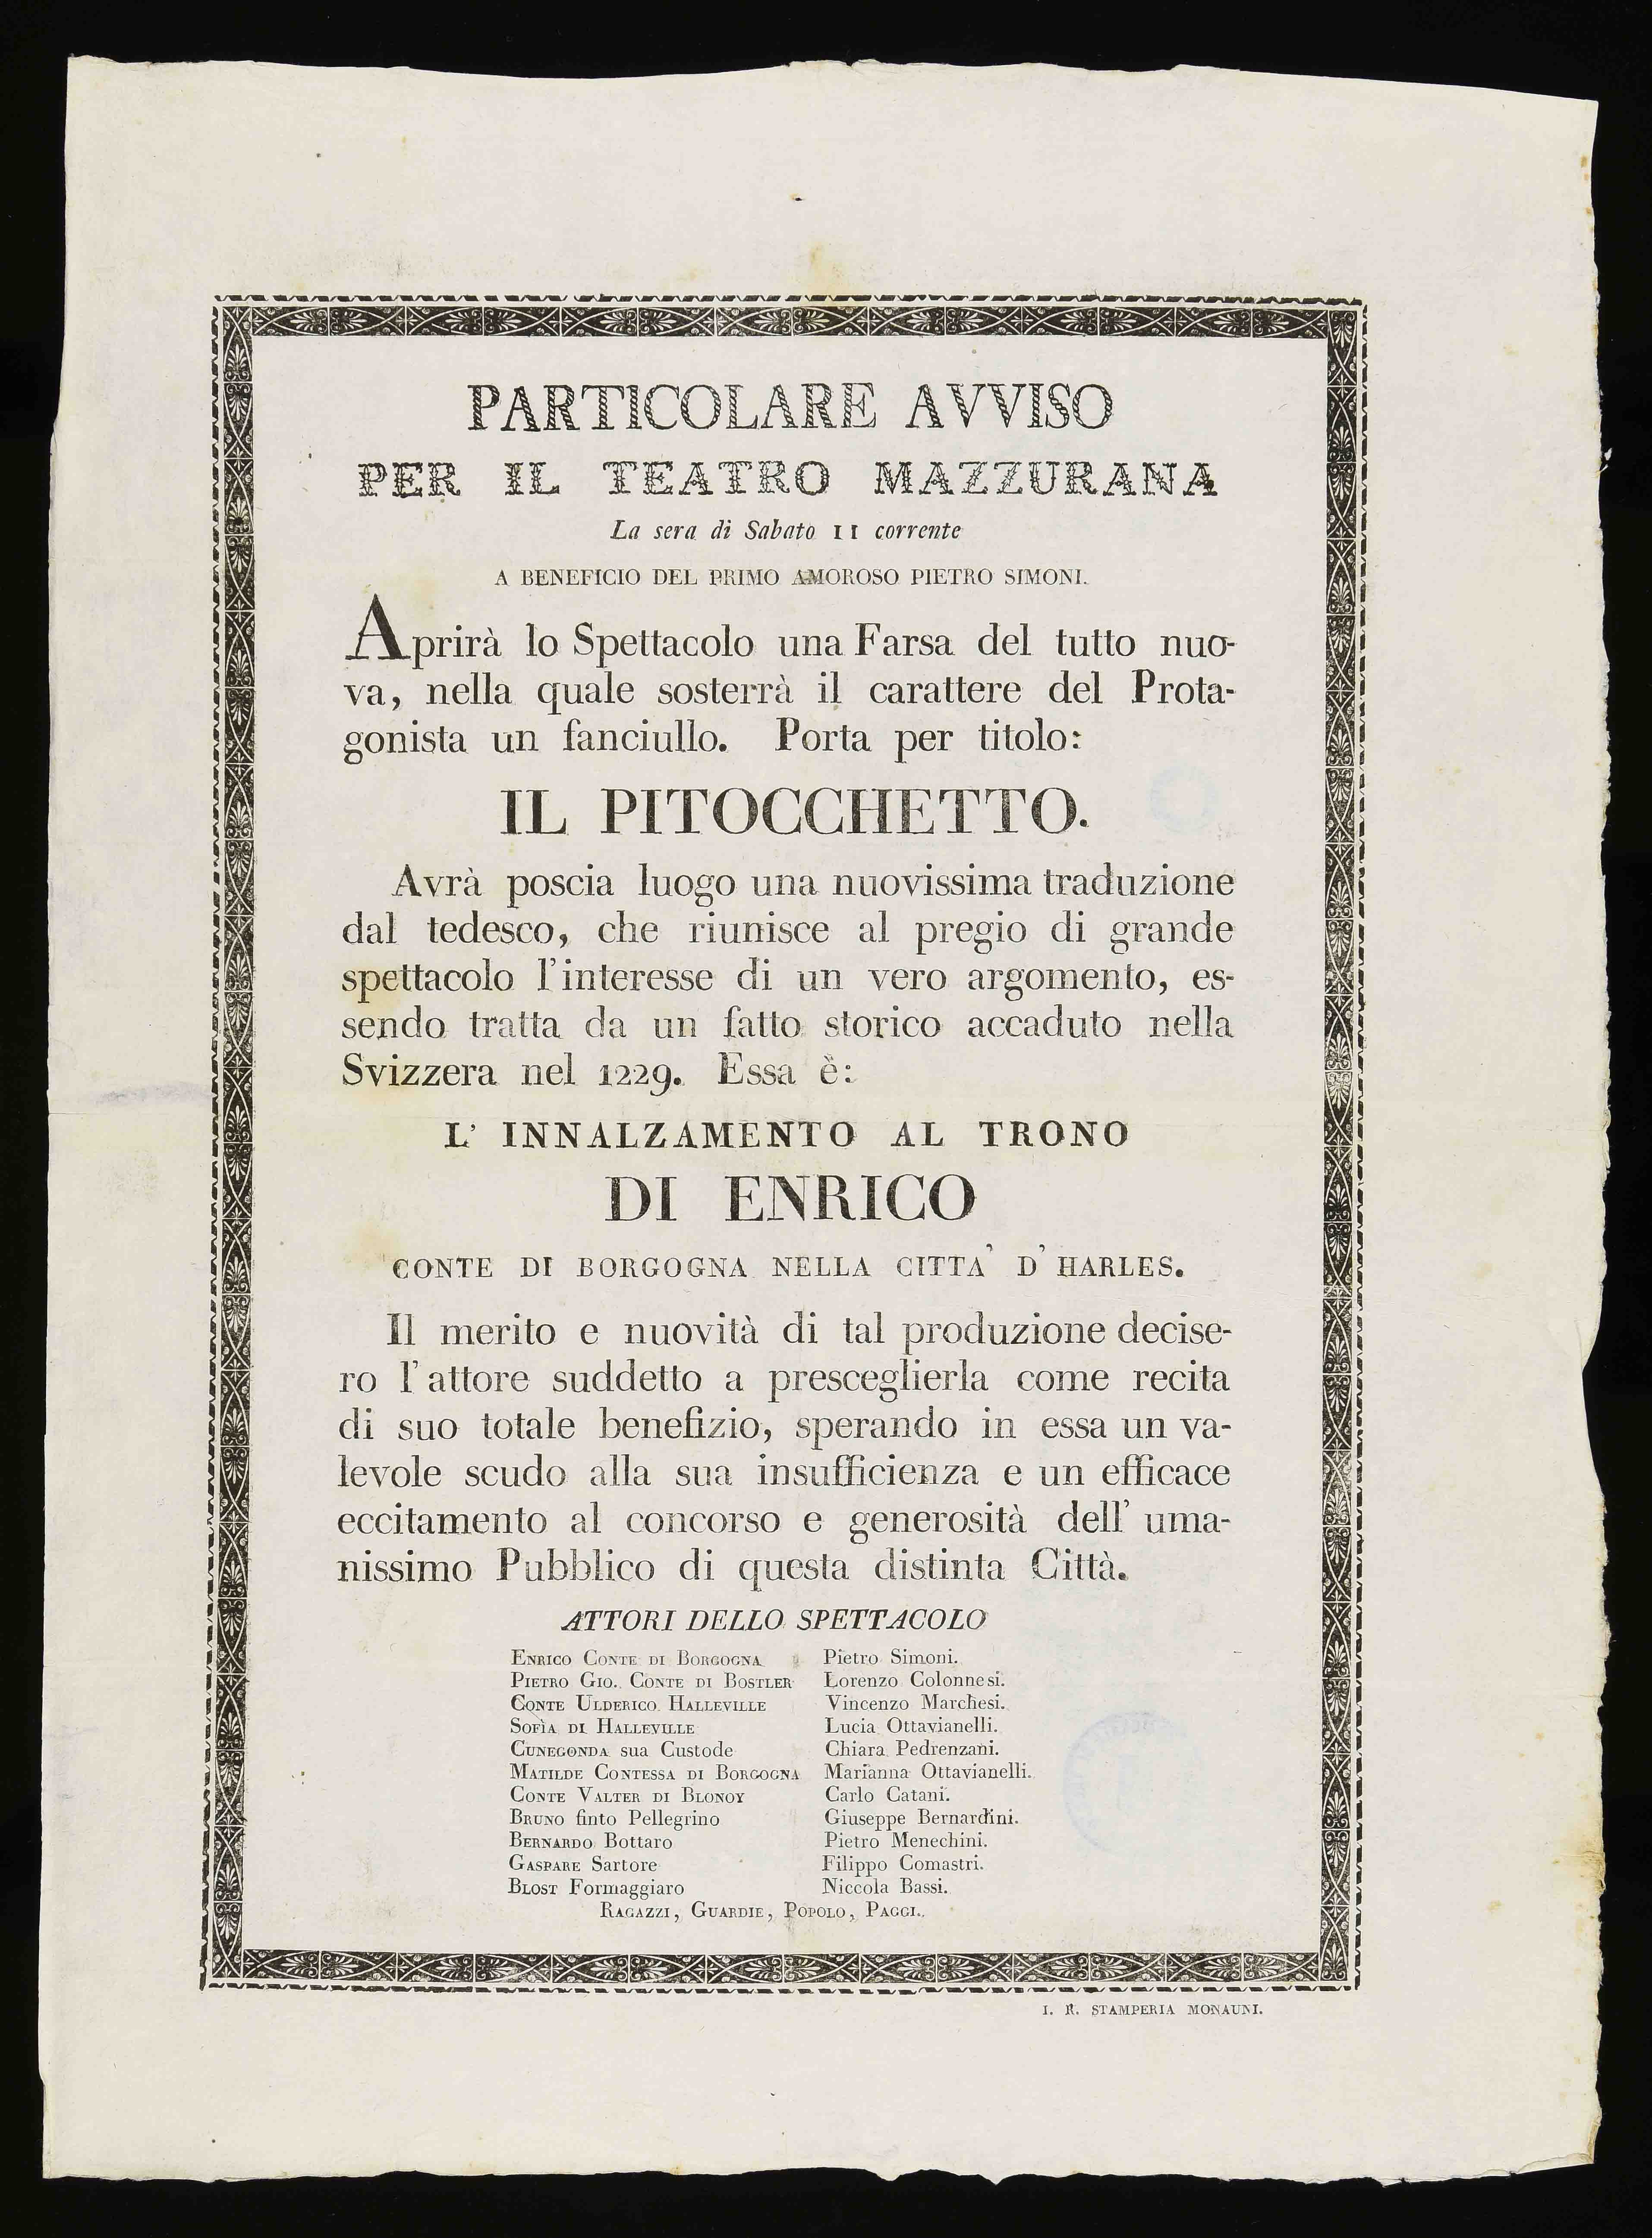 PARTICOLARE AVVISO
PER IL TEATRO MAZZURANA
La sera di Sabato 11 corrente
A BENEFICIO DEL PRIMO AMOROSO PIETRO SIMONI.
Aprirà lo Spettacolo una Farsa del tutto nuo-
va, nella quale sosterrà il carattere del Prota-
gonista un fanciullo. Porta per titolo:
IL PITOCCHETTO.
Avrà poscia luogo una nuovissima traduzione
dal tedesco, che riunisce al pregio di grande
spettacolo l'interesse di un vero argomento, es-
sendo tratta da un fatto storico accaduto nella
Svizzera nel 1229. Essa è:
L' INNALZAMENTO AL TRONO
DI ENRICO
CONTE DI BORGOGNA NELLA CITTA' D' HARLES.
Il merito e nuovità di tal produzione decise-
ro l'attore suddetto a presceglierla come recita
di suo totale benefizio, sperando in essa un va-
levole scudo alla sua insufficienza e un efficace
eccitamento al concorso e generosità dell' uma-
nissimo Pubblico di questa distinta Città.
ATTORI DELLO SPETTACOLO
ENRICO CONTE DI BORGOGNA Pietro Simoni.
PIETRO GIO. CONTE DI BOSTLER Lorenzo Colonnesi.
CONTE ULDERICO HALLEVILLE Vincenzo Marchesi.
SOFÌA DI HALLEVILLE Lucia Ottavianelli.
CUNEGONDA sua Custode Chiara Pedrenzani.
MATILDE CONTESSA DI BORGOGNA Marianna Ottavianelli.
CONTE VALTER DI BLONOY Carlo Catani.
BRUNO finto Pellegrino Giuseppe Bernardini.
BERNARDO Bottaro Pietro Menechini.
GASPARE Sartore Filippo Comastri.
BLOST Formaggiaro Niccola Bassi.
RAGAZZI, GUARDIE, POPOLO, PAGGI.
I. R. STAMPERIA MONAUNI.